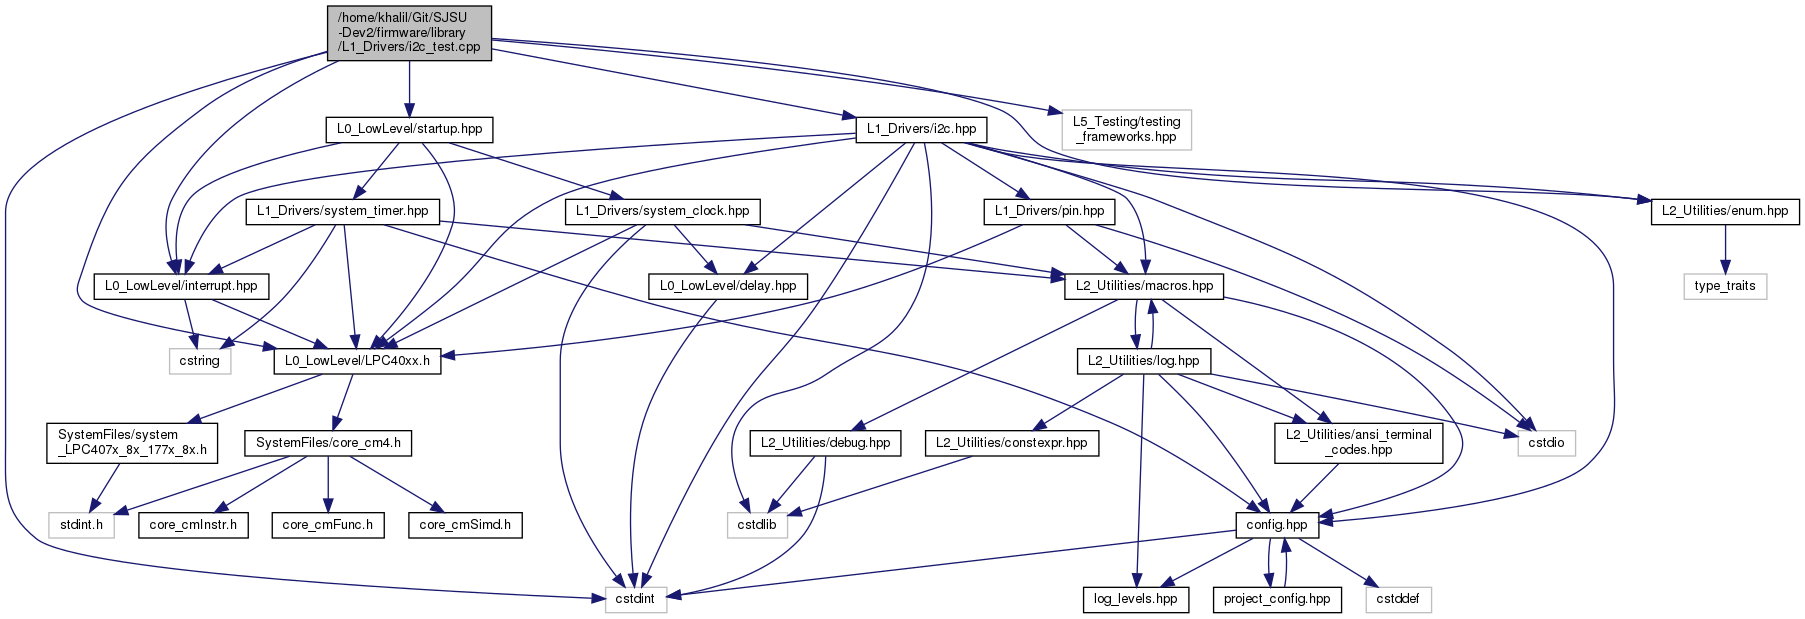 /home/khalil/Git/SJSU
-Dev2/firmware/library
/L1_Drivers/i2c_test.cpp
L0_LowLevel/startup.hpp
L1_Drivers/i2c.hpp
L5_Testing/testing
_frameworks.hpp
L1_Drivers/system_timer.hpp
L1_Drivers/system_clock.hpp
L1_Drivers/pin.hpp
L2_Utilities/enum.hpp
L0_LowLevel/interrupt.hpp
L0_LowLevel/delay.hpp
L2_Utilities/macros.hpp
type_traits
cstring
L0_LowLevel/LPC40xx.h
L2_Utilities/log.hpp
SystemFiles/system
_LPC407x_8x_177x_8x.h
SystemFiles/core_cm4.h
L2_Utilities/debug.hpp
L2_Utilities/constexpr.hpp
L2_Utilities/ansi_terminal
_codes.hpp
cstdio
stdint.h
core_cmInstr.h
core_cmFunc.h
core_cmSimd.h
cstdlib
config.hpp
cstdint
log_levels.hpp
project_config.hpp
cstddef